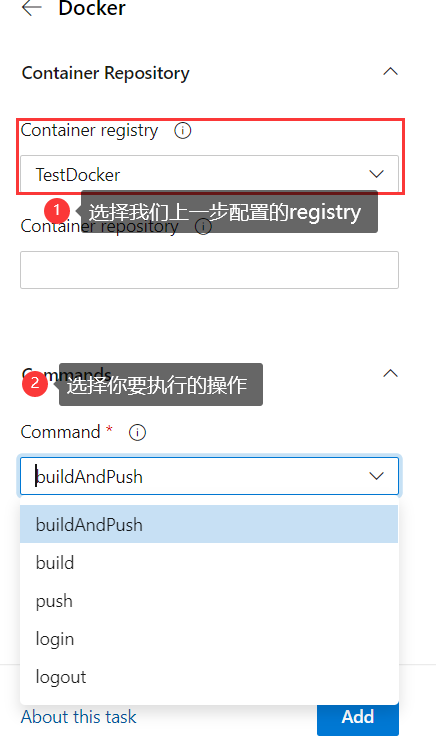 Docker
Container Repository
Container registry
TestDocker
1 选择我们上一步配置的registry
Container repository
Commands
2 选择你要执行的操作
Command *
buildAndPush
buildAndPush
build
push
login
logout
About this task
Add